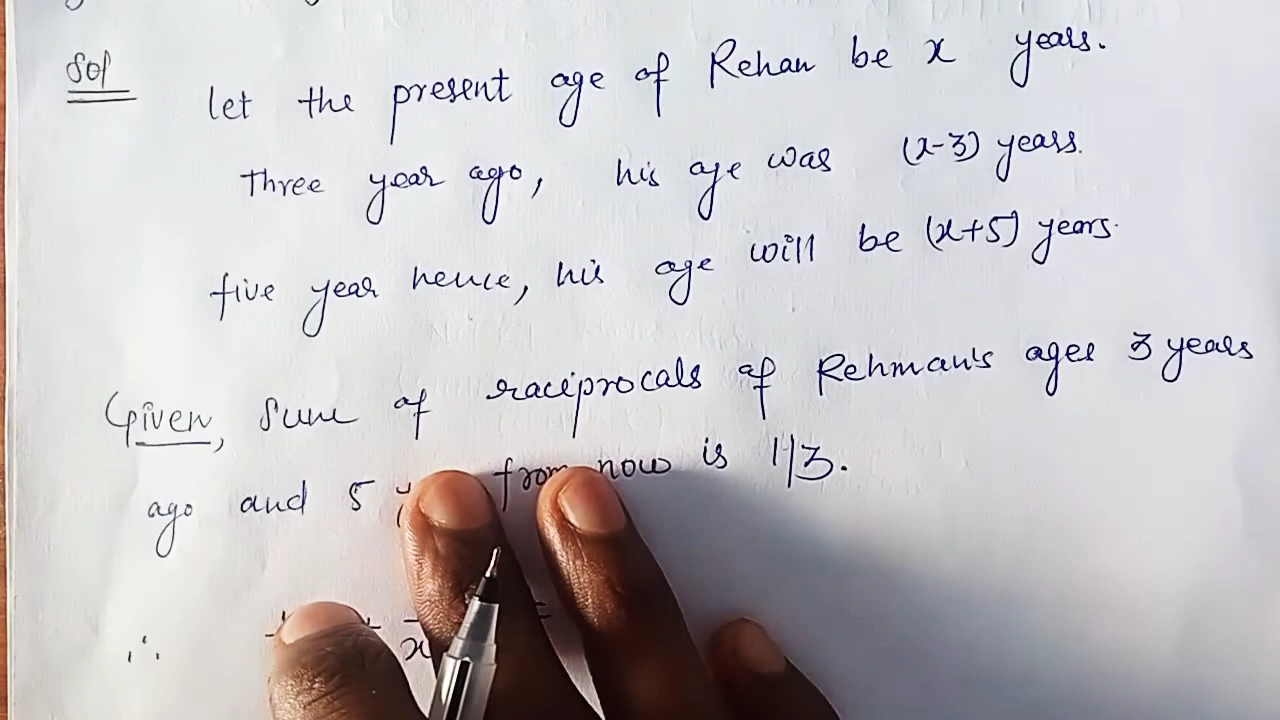 Sol
let the present age of Rehan be x years.
Three year ago, his age was (x-3) years.
five year hence, his age will be (x+5) years.
Given, Sum of raciprocals of Rehman's ages 3 years
ago and 5 from now is 1/3.
∴ + x =